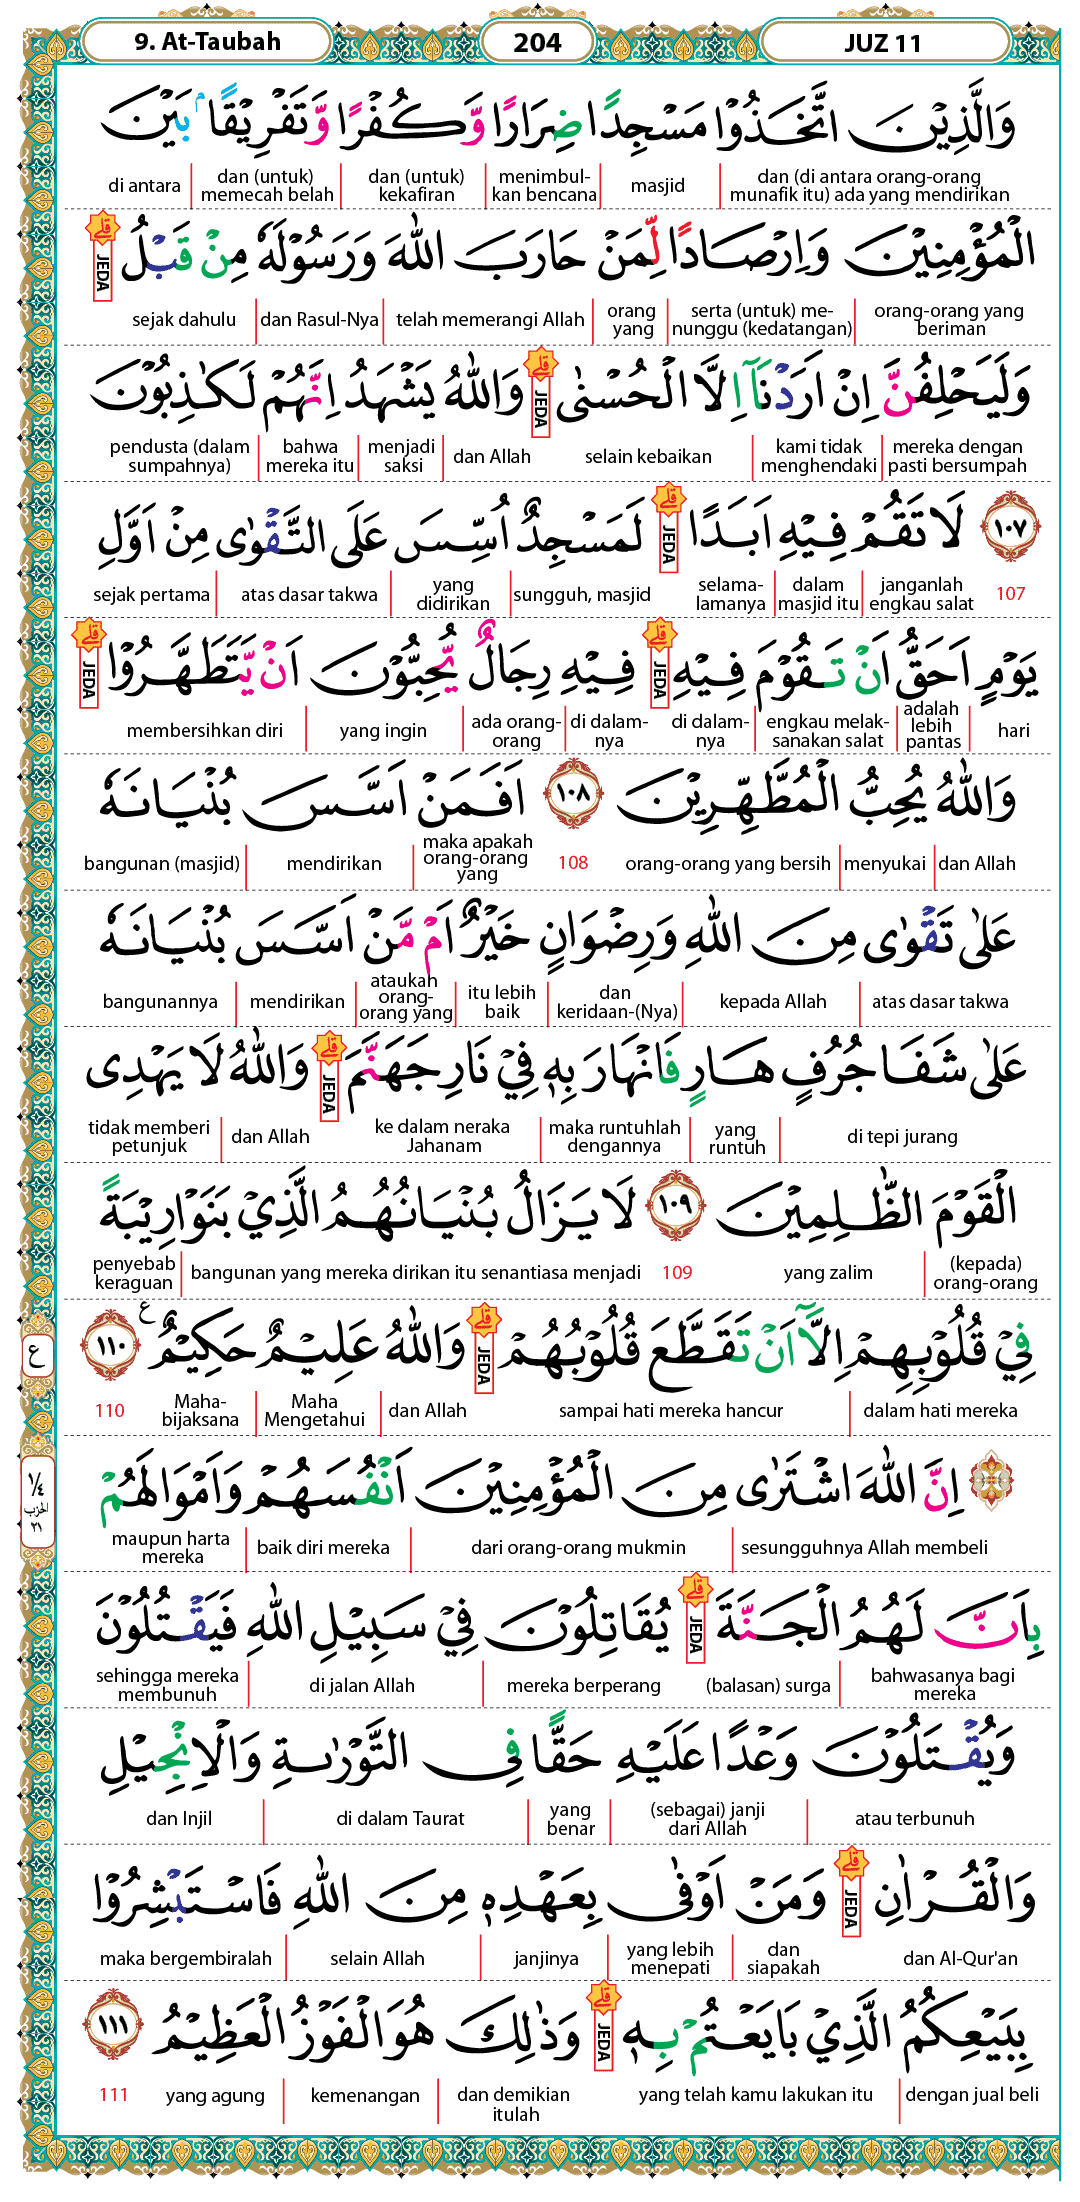 9. At-Taubah 204 JUZ 11
وَالَّذِيْنَ اتَّخَذُوْا مَسْجِدًا ضِرَارًا وَّكُفْرًا وَّتَفْرِيْقًاۢ بَيْنَ
dan (di antara orang-orang munafik itu) ada yang mendirikan masjid menimbul-kan bencana dan (untuk) kekafiran dan (untuk) memecah belah di antara
الْمُؤْمِنِيْنَ وَاِرْصَادًا لِّمَنْ حَارَبَ اللّٰهَ وَرَسُوْلَهٗ مِنْ قَبْلُ ۗ JEDA
orang-orang yang beriman serta (untuk) me-nunggu (kedatangan) orang yang telah memerangi Allah dan Rasul-Nya sejak dahulu
وَلَيَحْلِفُنَّ اِنْ اَرَدْنَآ اِلَّا الْحُسْنٰى ۗ JEDA وَاللّٰهُ يَشْهَدُ اِنَّهُمْ لَكٰذِبُوْنَ
mereka dengan pasti bersumpah kami tidak menghendaki selain kebaikan dan Allah menjadi saksi bahwa mereka itu pendusta (dalam sumpahnya)
١٠٧ لَا تَقُمْ فِيْهِ اَبَدًا ۗ JEDA لَمَسْجِدٌ اُسِّسَ عَلَى التَّقْوٰى مِنْ اَوَّلِ
107 janganlah engkau salat dalam masjid itu selama-lamanya sungguh, masjid yang didirikan atas dasar takwa sejak pertama
يَوْمٍ اَحَقُّ اَنْ تَقُوْمَ فِيْهِ ۗ JEDA فِيْهِ رِجَالٌ يُّحِبُّوْنَ اَنْ يَّتَطَهَّرُوْا ۗ JEDA
hari adalah lebih pantas engkau melak-sanakan salat di dalam-nya di dalam-nya ada orang-orang yang ingin membersihkan diri
وَاللّٰهُ يُحِبُّ الْمُطَّهِّرِيْنَ ١٠٨ اَفَمَنْ اَسَّسَ بُنْيَانَهٗ
dan Allah menyukai orang-orang yang bersih 108 maka apakah orang-orang yang mendirikan bangunan (masjid)
عَلٰى تَقْوٰى مِنَ اللّٰهِ وَرِضْوَانٍ خَيْرٌ اَمْ مَّنْ اَسَّسَ بُنْيَانَهٗ
atas dasar takwa kepada Allah dan keridaan-(Nya) itu lebih baik ataukah orang-orang yang mendirikan bangunannya
عَلٰى شَفَا جُرُفٍ هَارٍ فَانْهَارَ بِهٖ فِيْ نَارِ جَهَنَّمَ ۗ JEDA وَاللّٰهُ لَا يَهْدِى
di tepi jurang yang runtuh maka runtuhlah dengannya ke dalam neraka Jahanam dan Allah tidak memberi petunjuk
الْقَوْمَ الظّٰلِمِيْنَ ١٠٩ لَا يَزَالُ بُنْيَانُهُمُ الَّذِيْ بَنَوْا رِيْبَةً
(kepada) orang-orang yang zalim 109 bangunan yang mereka dirikan itu senantiasa menjadi penyebab keraguan
فِيْ قُلُوْبِهِمْ اِلَّآ اَنْ تَقَطَّعَ قُلُوْبُهُمْ ۗ JEDA وَاللّٰهُ عَلِيْمٌ حَكِيْمٌ ࣖ ١١٠ ع
dalam hati mereka sampai hati mereka hancur dan Allah Maha Mengetahui Maha-bijaksana 110
۞ اِنَّ اللّٰهَ اشْتَرٰى مِنَ الْمُؤْمِنِيْنَ اَنْفُسَهُمْ وَاَمْوَالَهُمْ ١/٤ الحزب ٢١
sesungguhnya Allah membeli dari orang-orang mukmin baik diri mereka maupun harta mereka
بِاَنَّ لَهُمُ الْجَنَّةَ ۗ JEDA يُقَاتِلُوْنَ فِيْ سَبِيْلِ اللّٰهِ فَيَقْتُلُوْنَ
bahwasanya bagi mereka (balasan) surga mereka berperang di jalan Allah sehingga mereka membunuh
وَيُقْتَلُوْنَ وَعْدًا عَلَيْهِ حَقًّا فِى التَّوْرٰىةِ وَالْاِنْجِيْلِ
atau terbunuh (sebagai) janji dari Allah yang benar di dalam Taurat dan Injil
وَالْقُرْاٰنِ ۗ JEDA وَمَنْ اَوْفٰى بِعَهْدِهٖ مِنَ اللّٰهِ فَاسْتَبْشِرُوْا
dan Al-Qur'an dan siapakah yang lebih menepati janjinya selain Allah maka bergembiralah
بِبَيْعِكُمُ الَّذِيْ بَايَعْتُمْ بِهٖ ۗ JEDA وَذٰلِكَ هُوَ الْفَوْزُ الْعَظِيْمُ ١١١
dengan jual beli yang telah kamu lakukan itu dan demikian itulah kemenangan yang agung 111